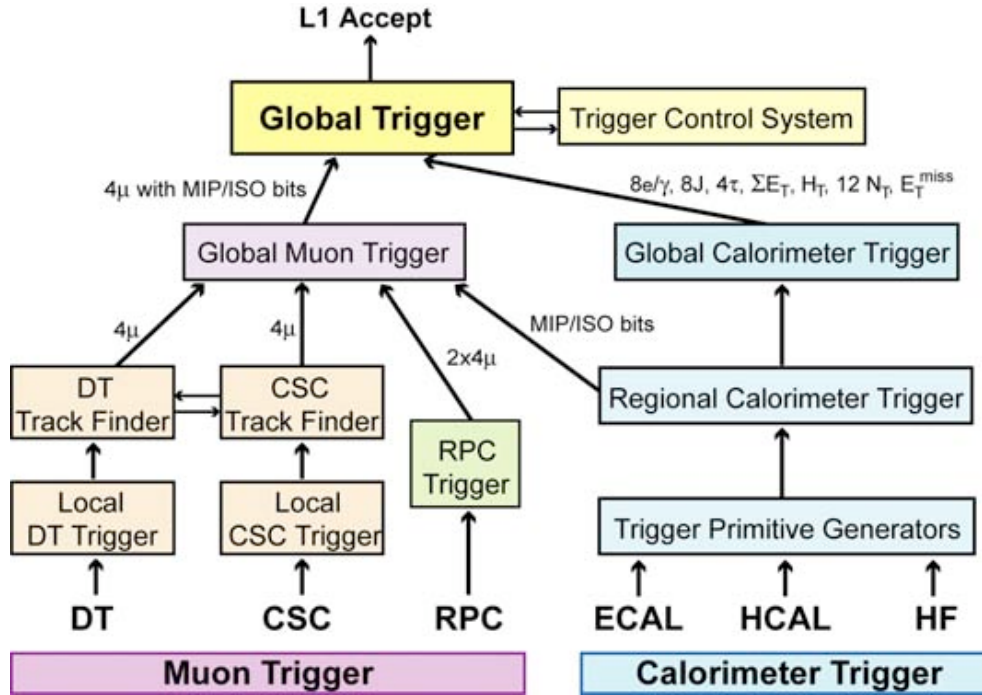 L1 Accept
Global Trigger
Trigger Control System
4μ with MIP/ISO bits
8e/γ, 8J, 4τ, ΣE_T, H_T, 12 N_T, E_T^miss
Global Muon Trigger
Global Calorimeter Trigger
4μ
4μ
2x4μ
MIP/ISO bits
DT
Track Finder
CSC
Track Finder
Regional Calorimeter Trigger
RPC
Trigger
Local
DT Trigger
Local
CSC Trigger
Trigger Primitive Generators
DT
CSC
RPC
ECAL
HCAL
HF
Muon Trigger
Calorimeter Trigger